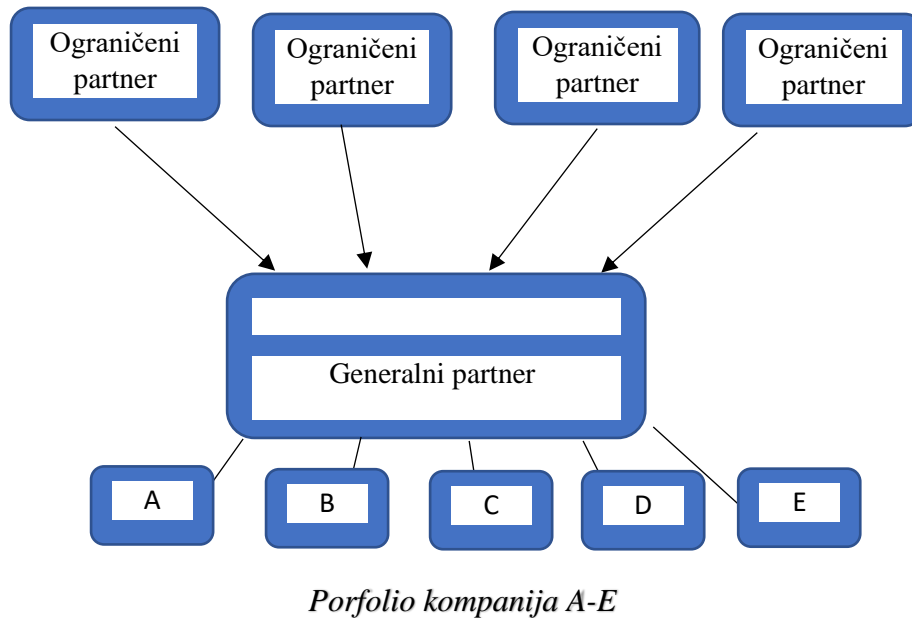 Ograničeni
partner
Ograničeni
partner
Ograničeni
partner
Ograničeni
partner
Generalni partner
A
B
C
D
E
Porfolio kompanija A-E